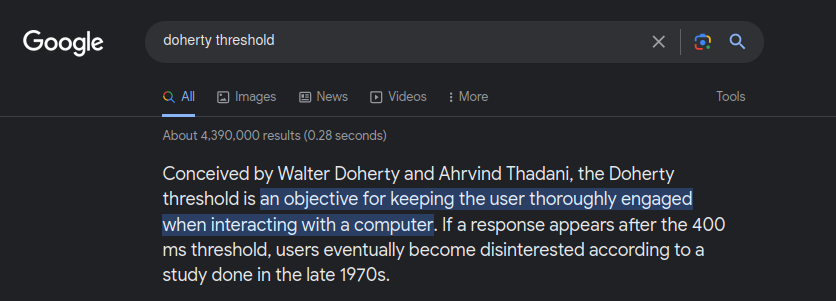 Google
doherty threshold
All Images News Videos More Tools
About 4,390,000 results (0.28 seconds)
Conceived by Walter Doherty and Ahrvind Thadani, the Doherty
threshold is an objective for keeping the user thoroughly engaged
when interacting with a computer. If a response appears after the 400
ms threshold, users eventually become disinterested according to a
study done in the late 1970s.